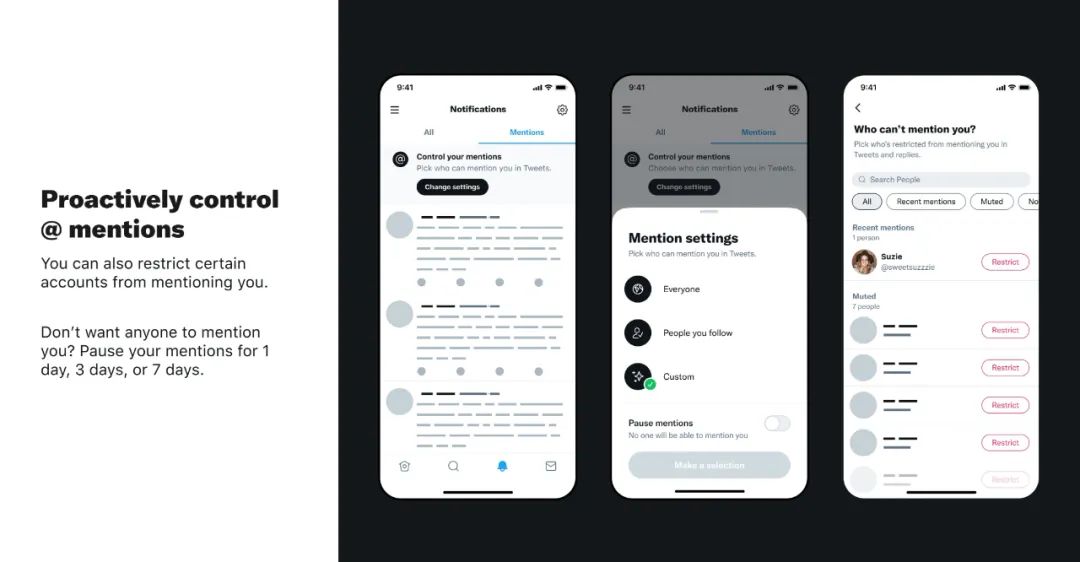 Proactively control
@ mentions
You can also restrict certain
accounts from mentioning you.
Don't want anyone to mention
you? Pause your mentions for 1
day, 3 days, or 7 days.
9:41
Notifications
All
Mentions
Control your mentions
Pick who can mention you in Tweets.
Change settings
9:41
Notifications
All
Mentions
Control your mentions
Choose who can mention you in Tweets.
Change settings
Mention settings
Pick who can mention you in Tweets.
Everyone
People you follow
Custom
Pause mentions
No one will be able to mention you
Make a selection
9:41
Who can't mention you?
Pick who's restricted from mentioning you in
Tweets and replies.
Search People
All
Recent mentions
Muted
No
Recent mentions
1 person
Suzie
@sweetsuzzzie
Restrict
Muted
7 people
Restrict
Restrict
Restrict
Restrict
Restrict